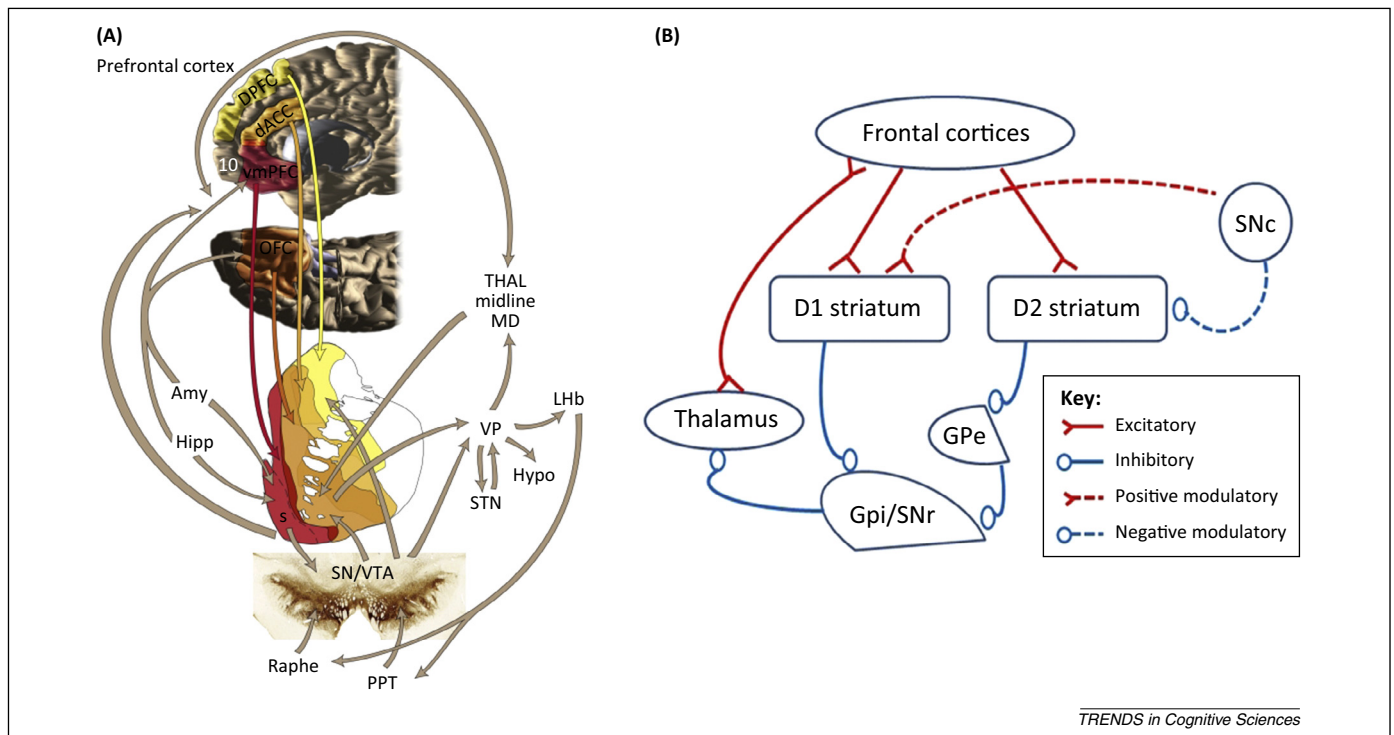 (A)
Prefrontal cortex
DPFC
dACC
10
vmPFC
OFC
THAL
midline
MD
Amy
Hipp
LHb
VP
Hypo
STN
s
SN/VTA
Raphe
PPT
(B)
Frontal cortices
SNc
D1 striatum
D2 striatum
Thalamus
GPe
Gpi/SNr
Key:
Excitatory
Inhibitory
Positive modulatory
Negative modulatory
TRENDS in Cognitive Sciences